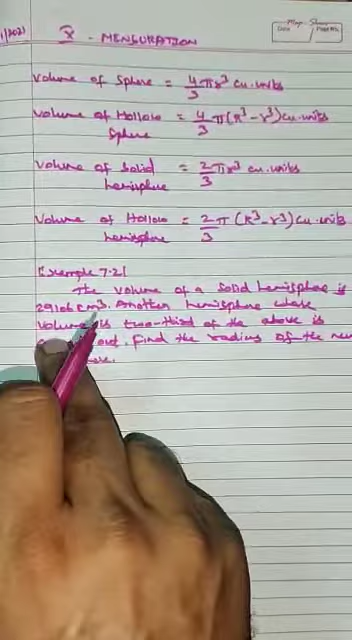 X - MENSURATION
Volume of Sphere = 4/3 πr³ cu.units
Volume of Hollow Sphere = 4/3 π(R³-r³) cu.units
Volume of Solid hemisphere = 2/3 πr³ cu.units
Volume of Hollow hemisphere = 2/3 π(R³-r³) cu.units
Example 7.21
The volume of a solid hemisphere is
29106 cm³. Another hemisphere whose
volume is two-third of the above is
out. Find the radius of the new